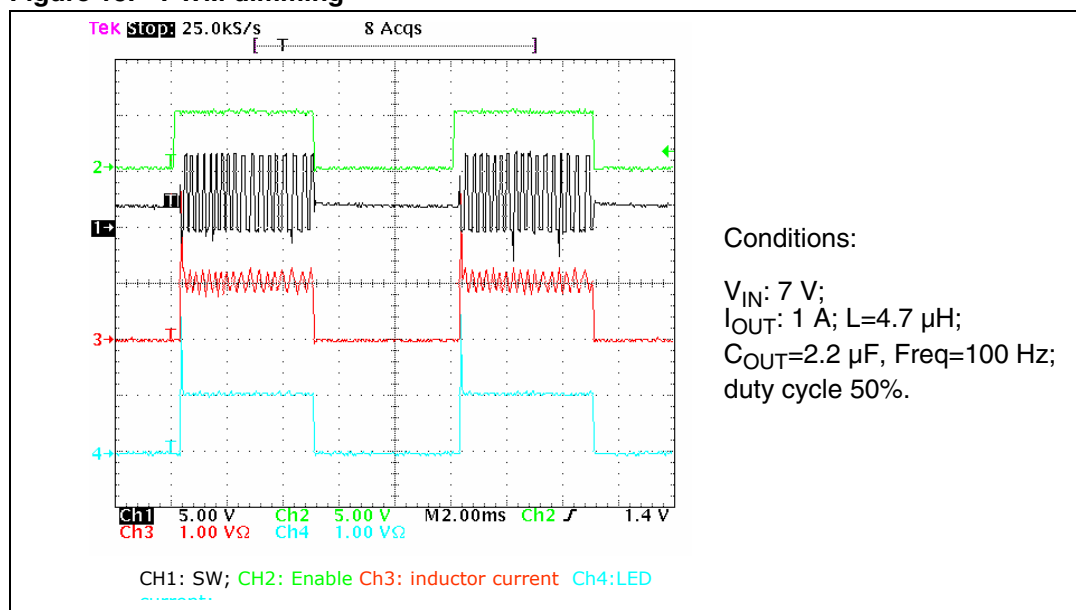 Tek Stop: 25.0kS/s 8 Acqs
[ T ]
2 T
T
1
3 T
4 T
Ch1 5.00 V Ch2 5.00 V M 2.00ms Ch2 1.4 V
Ch3 1.00 VΩ Ch4 1.00 VΩ
Conditions:
VIN: 7 V;
IOUT: 1 A; L=4.7 µH;
COUT=2.2 µF, Freq=100 Hz;
duty cycle 50%.
CH1: SW; CH2: Enable Ch3: inductor current Ch4:LED